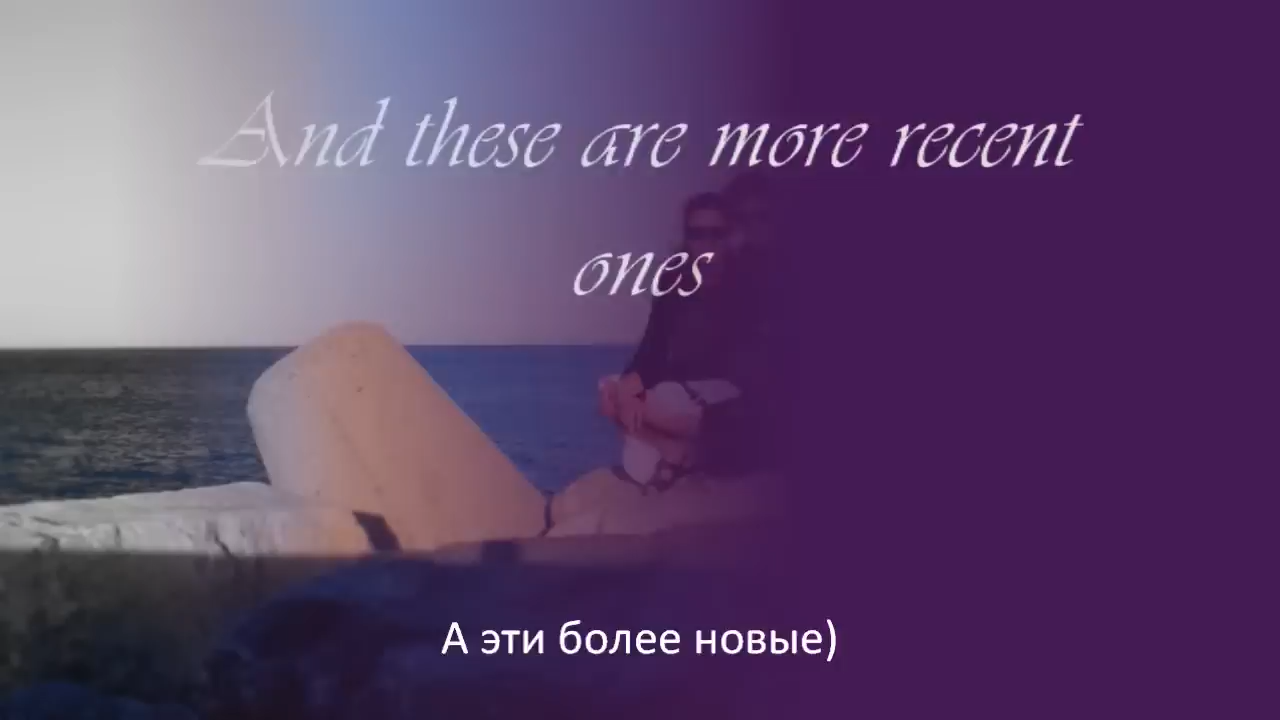 And these are more recent
ones
А эти более новые)